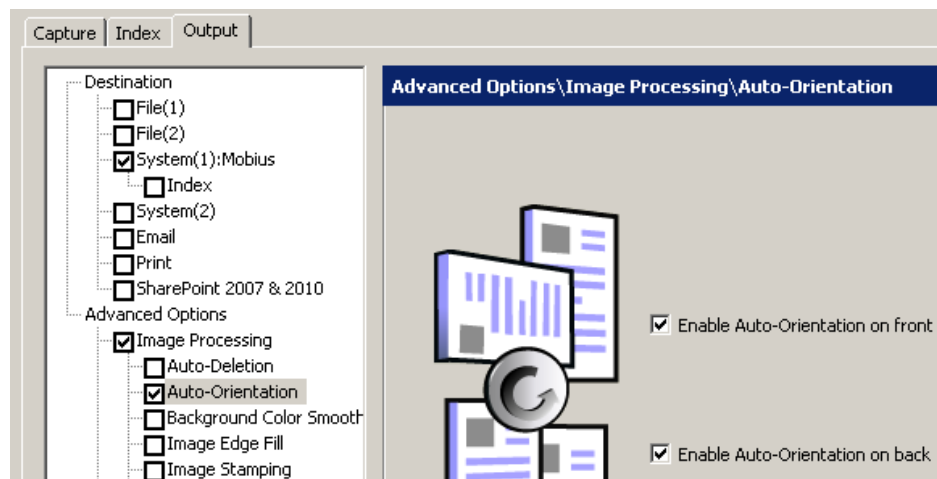 Capture Index Output
Destination
File(1)
File(2)
System(1):Mobius
Index
System(2)
Email
Print
SharePoint 2007 & 2010
Advanced Options
Image Processing
Auto-Deletion
Auto-Orientation
Background Color Smooth
Image Edge Fill
Image Stamping
Advanced Options\Image Processing\Auto-Orientation
Enable Auto-Orientation on front
Enable Auto-Orientation on back